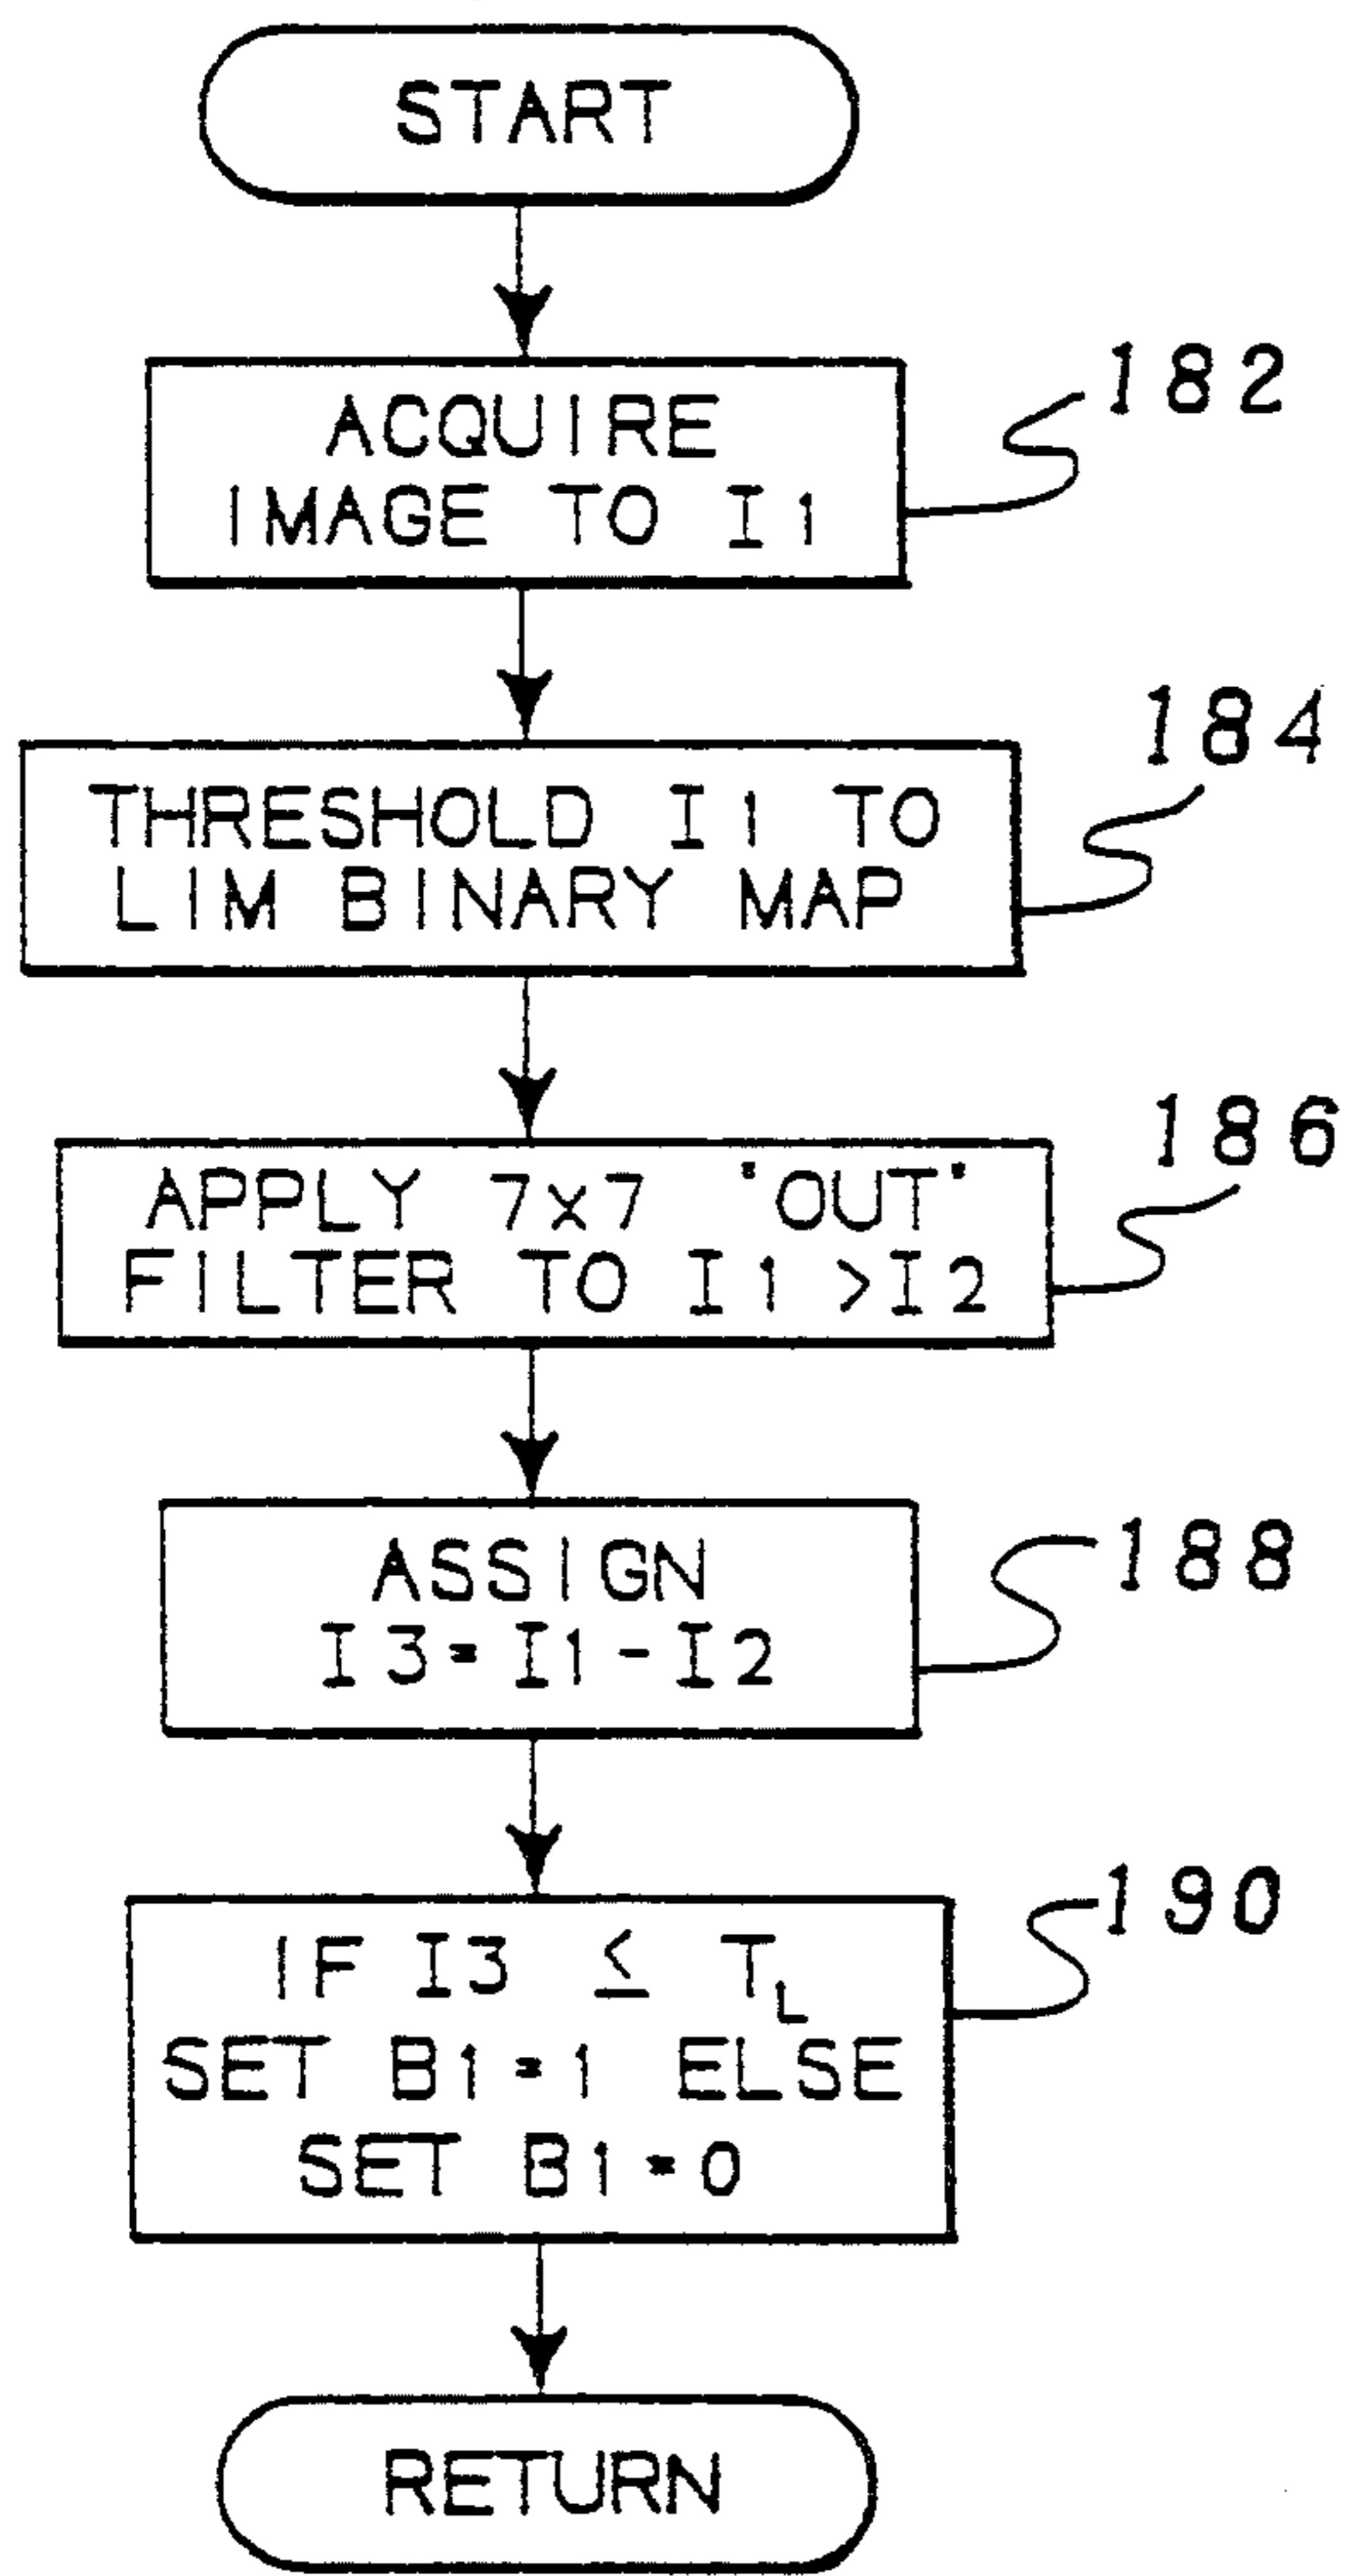 START
ACQUIRE
IMAGE TO I1
182
THRESHOLD I1 TO
LIM BINARY MAP
184
APPLY 7x7 "OUT"
FILTER TO I1 >I2
186
ASSIGN
I3=I1-I2
188
IF I3 ≤ TL
SET B1=1 ELSE
SET B1=0
190
RETURN